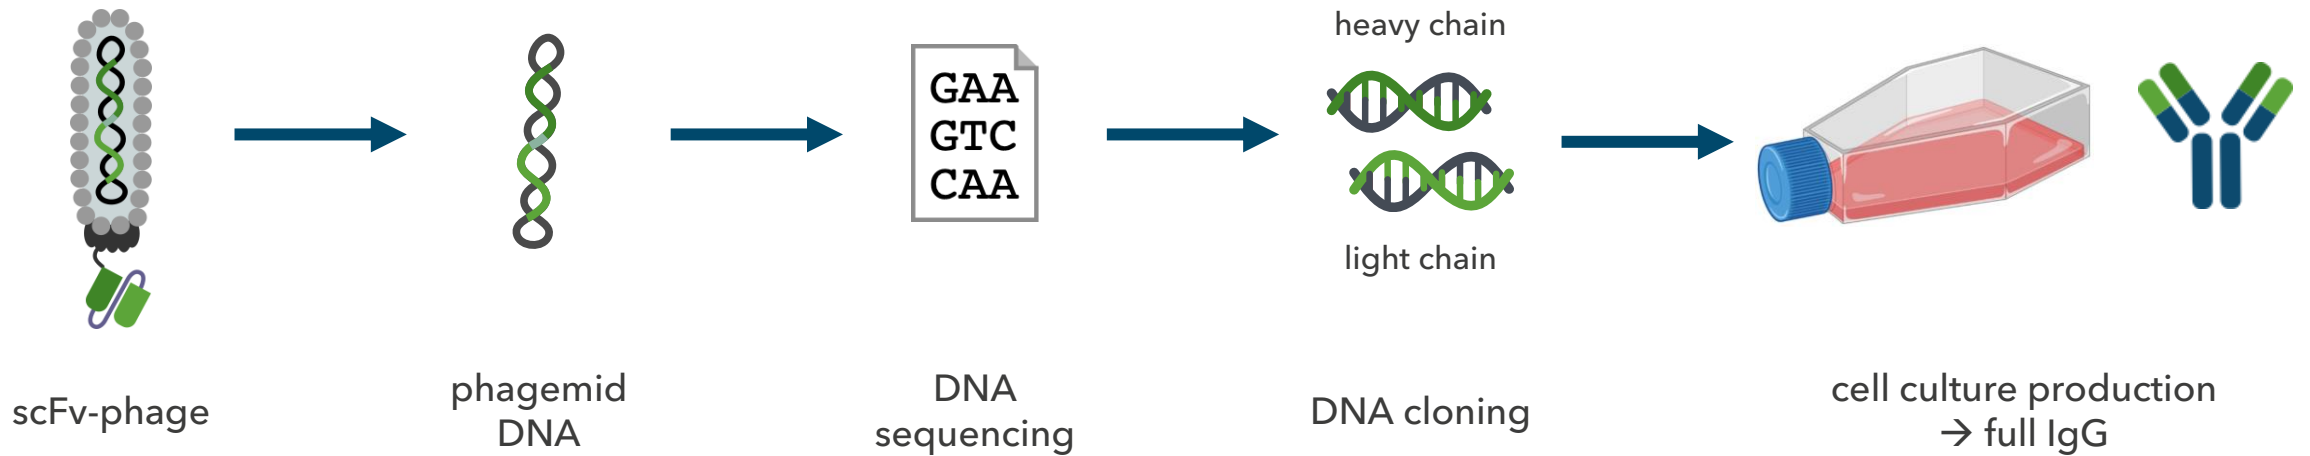 heavy chain
GAA
GTC
CAA
light chain
scFv-phage
phagemid
DNA
DNA
sequencing
DNA cloning
cell culture production
→ full IgG